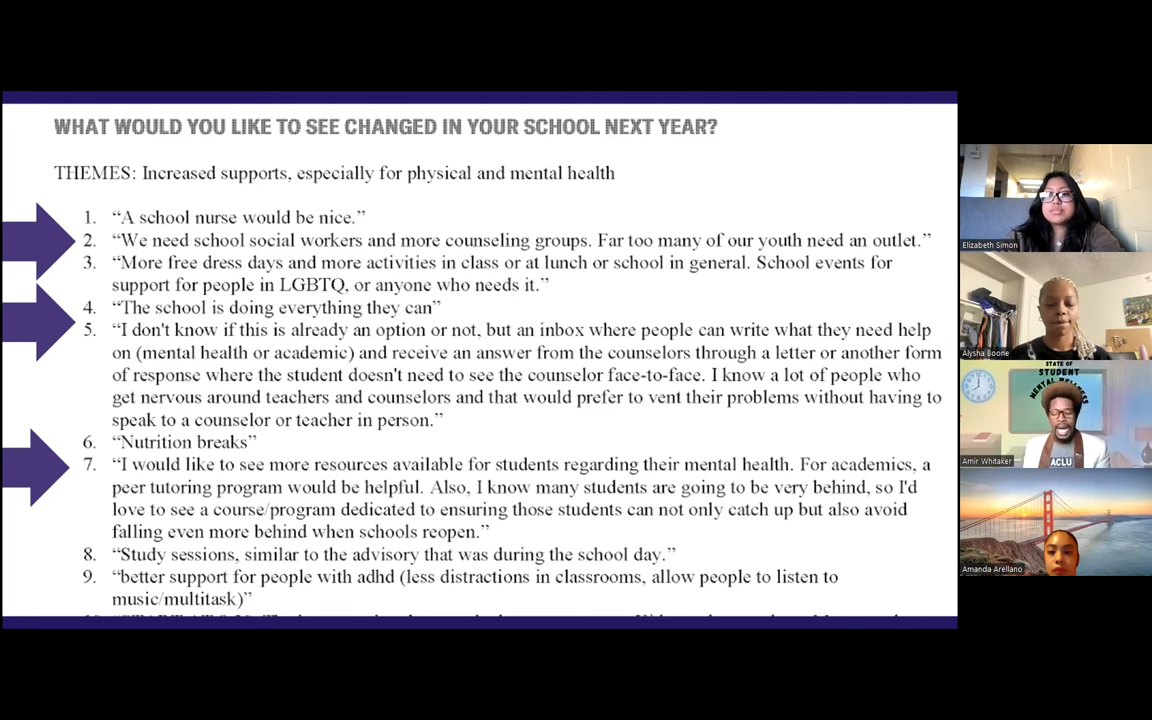 WHAT WOULD YOU LIKE TO SEE CHANGED IN YOUR SCHOOL NEXT YEAR?
THEMES: Increased supports, especially for physical and mental health
1. “A school nurse would be nice.”
2. “We need school social workers and more counseling groups. Far too many of our youth need an outlet.”
3. “More free dress days and more activities in class or at lunch or school in general. School events for
support for people in LGBTQ, or anyone who needs it.”
4. “The school is doing everything they can”
5. “I don't know if this is already an option or not, but an inbox where people can write what they need help
on (mental health or academic) and receive an answer from the counselors through a letter or another form
of response where the student doesn't need to see the counselor face-to-face. I know a lot of people who
get nervous around teachers and counselors and that would prefer to vent their problems without having to
speak to a counselor or teacher in person.”
6. “Nutrition breaks”
7. “I would like to see more resources available for students regarding their mental health. For academics, a
peer tutoring program would be helpful. Also, I know many students are going to be very behind, so I'd
love to see a course/program dedicated to ensuring those students can not only catch up but also avoid
falling even more behind when schools reopen.”
8. “Study sessions, similar to the advisory that was during the school day.”
9. “better support for people with adhd (less distractions in classrooms, allow people to listen to
music/multitask)”
Elizabeth Simon
Alysha Boone
STATE OF
STUDENT
MENTAL WELLNESS
ACLU
Amir Whitaker
Amanda Arellano